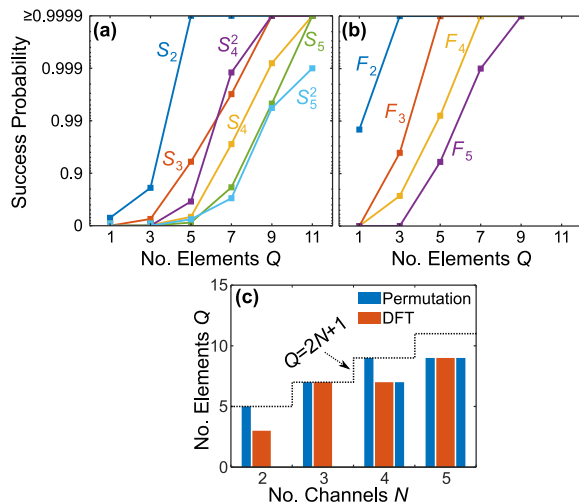 ≥0.9999
0.999
0.99
0.9
0
Success Probability
(a)
S₂
S₄²
S₅
S₅²
S₄
S₃
1 3 5 7 9 11
No. Elements Q
(b)
F₂
F₄
F₃
F₅
1 3 5 7 9 11
No. Elements Q
(c)
Permutation
DFT
Q=2N+1
15
10
5
0
No. Elements Q
2 3 4 5
No. Channels N